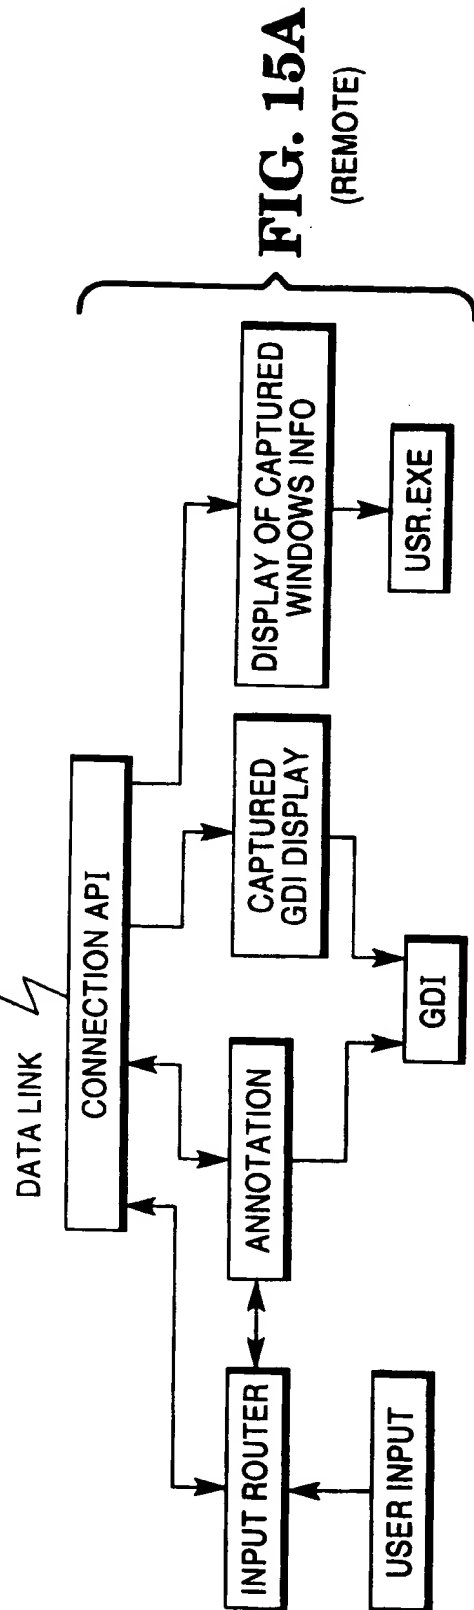 DATA LINK
CONNECTION API
INPUT ROUTER
ANNOTATION
CAPTURED
GDI DISPLAY
DISPLAY OF CAPTURED
WINDOWS INFO
USER INPUT
GDI
USR.EXE
FIG. 15A
(REMOTE)